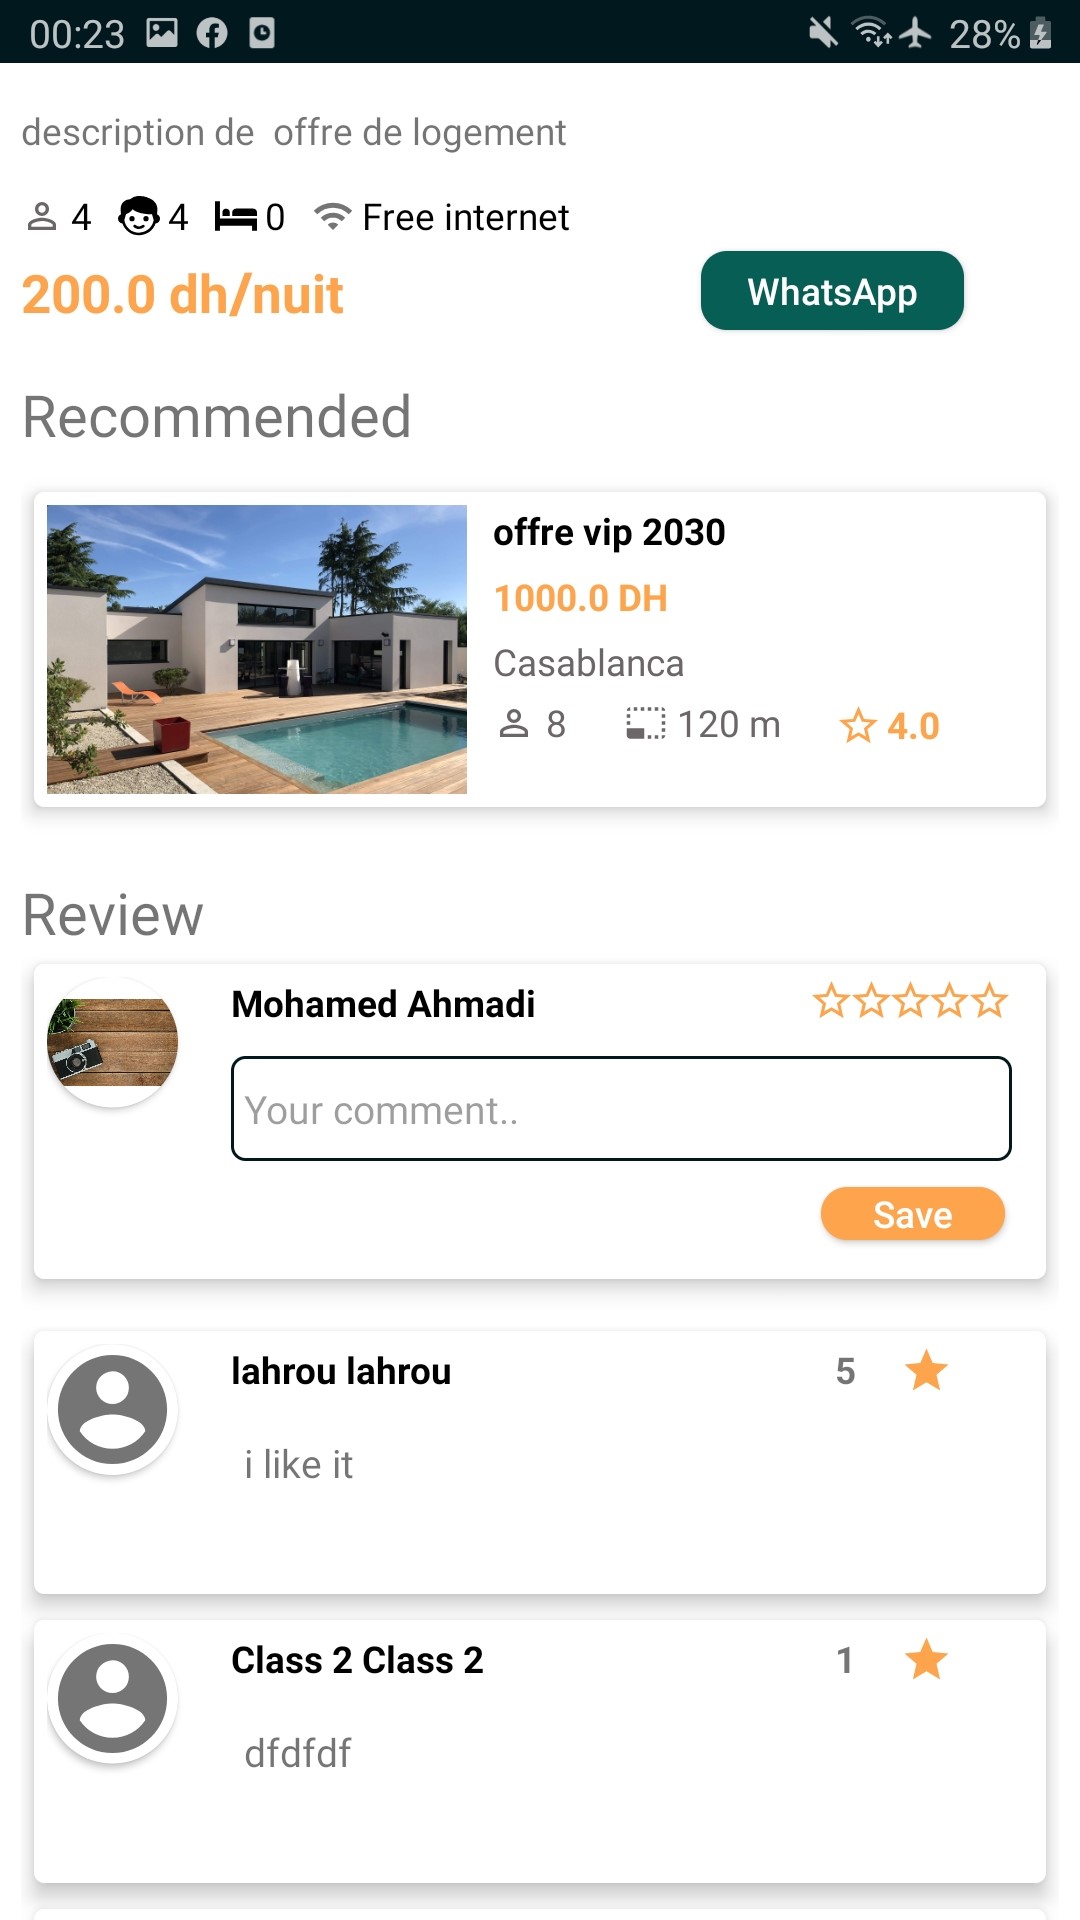 00:23 28%
description de  offre de logement
4 4 0 Free internet
200.0 dh/nuit
WhatsApp
Recommended
offre vip 2030
1000.0 DH
Casablanca
8 120 m 4.0
Review
Mohamed Ahmadi
Your comment..
Save
lahrou lahrou 5
i like it
Class 2 Class 2 1
dfdfdf